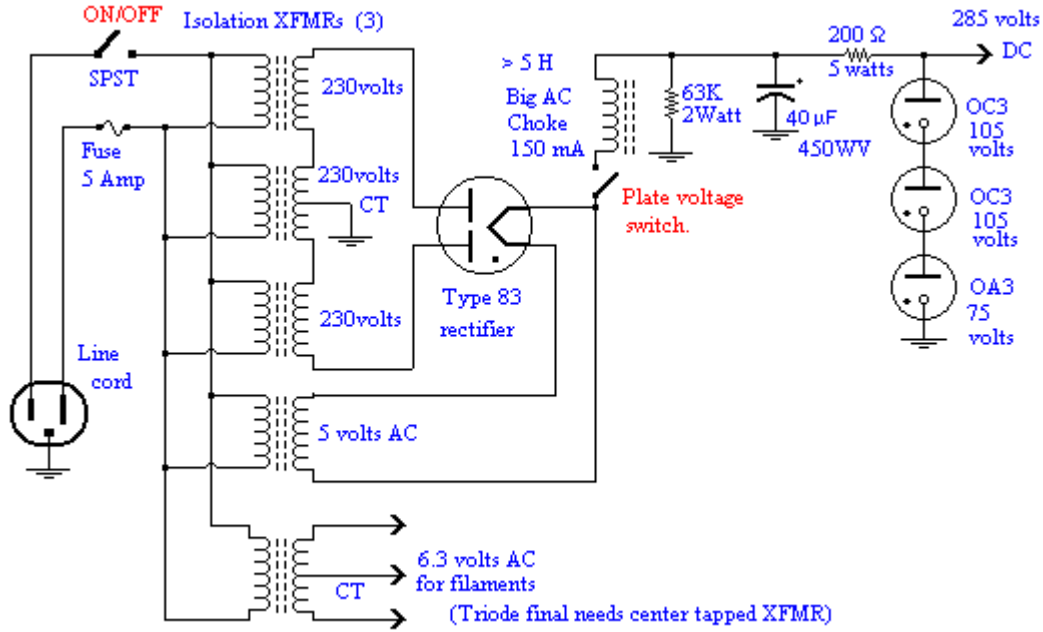 ON/OFF
Isolation XFMRs (3)
SPST
230volts
Fuse
5 Amp
230volts
CT
230volts
Line
cord
5 volts AC
CT
6.3 volts AC
for filaments
(Triode final needs center tapped XFMR)
Type 83
rectifier
> 5 H
Big AC
Choke
150 mA
Plate voltage
switch.
63K
2Watt
40 µF
450WV
200 Ω
5 watts
285 volts
DC
OC3
105
volts
OC3
105
volts
OA3
75
volts